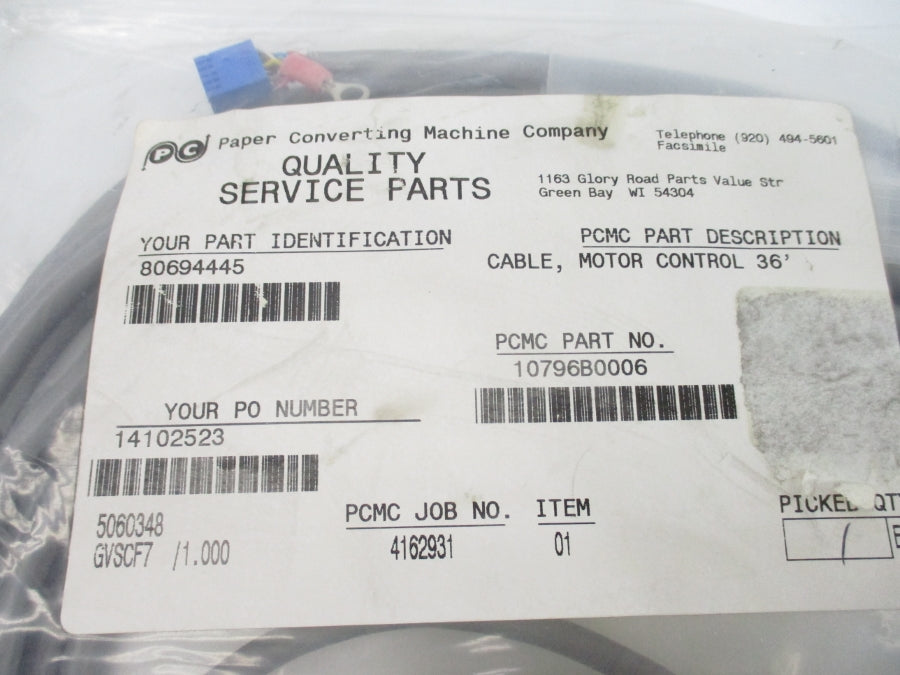 PC Paper Converting Machine Company
Telephone (920) 494-5601
Facsimile
QUALITY
SERVICE PARTS
1163 Glory Road Parts Value Str
Green Bay WI 54304
YOUR PART IDENTIFICATION
80694445
PCMC PART DESCRIPTION
CABLE, MOTOR CONTROL 36'
PCMC PART NO.
10796B0006
YOUR PO NUMBER
14102523
5060348
GVSCF7 /1.000
PCMC JOB NO.
4162931
ITEM
01
PICKED QTY
/ E